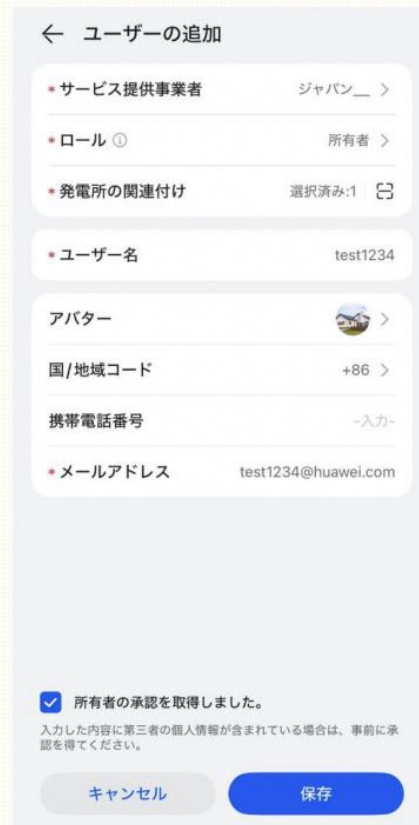 ← ユーザーの追加
* サービス提供事業者 ジャパン__ >
* ロール ⓘ 所有者 >
* 発電所の関連付け 選択済み:1
* ユーザー名 test1234
アバター >
国/地域コード +86 >
携帯電話番号 -入力-
* メールアドレス test1234@huawei.com
所有者の承認を取得しました。
入力した内容に第三者の個人情報が含まれている場合は、事前に承
認を得てください。
キャンセル 保存